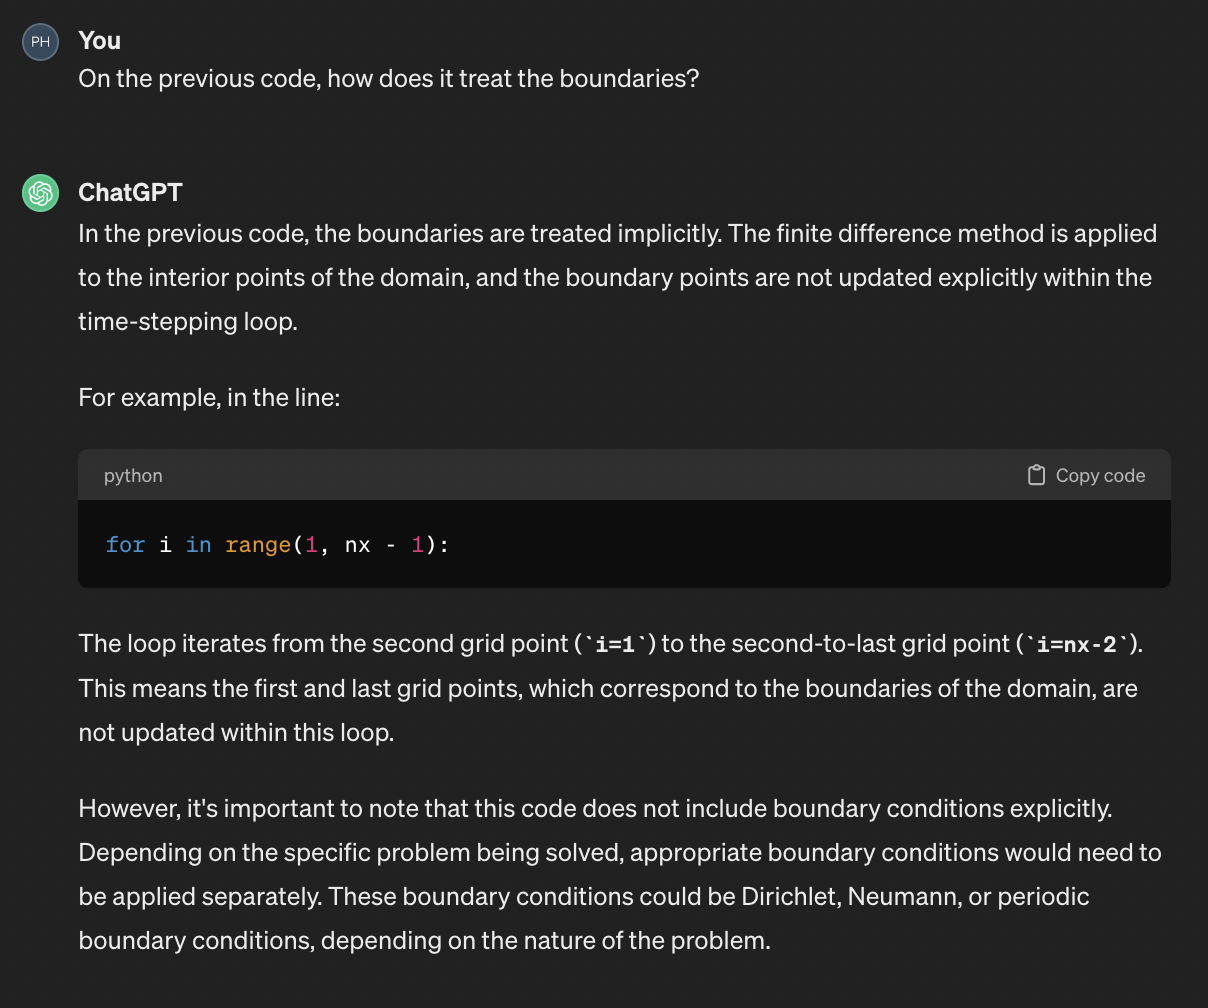 PH
You
On the previous code, how does it treat the boundaries?
ChatGPT
In the previous code, the boundaries are treated implicitly. The finite difference method is applied
to the interior points of the domain, and the boundary points are not updated explicitly within the
time-stepping loop.
For example, in the line:
python
Copy code
for i in range(1, nx - 1):
The loop iterates from the second grid point (`i=1`) to the second-to-last grid point (`i=nx-2`).
This means the first and last grid points, which correspond to the boundaries of the domain, are
not updated within this loop.
However, it's important to note that this code does not include boundary conditions explicitly.
Depending on the specific problem being solved, appropriate boundary conditions would need to
be applied separately. These boundary conditions could be Dirichlet, Neumann, or periodic
boundary conditions, depending on the nature of the problem.